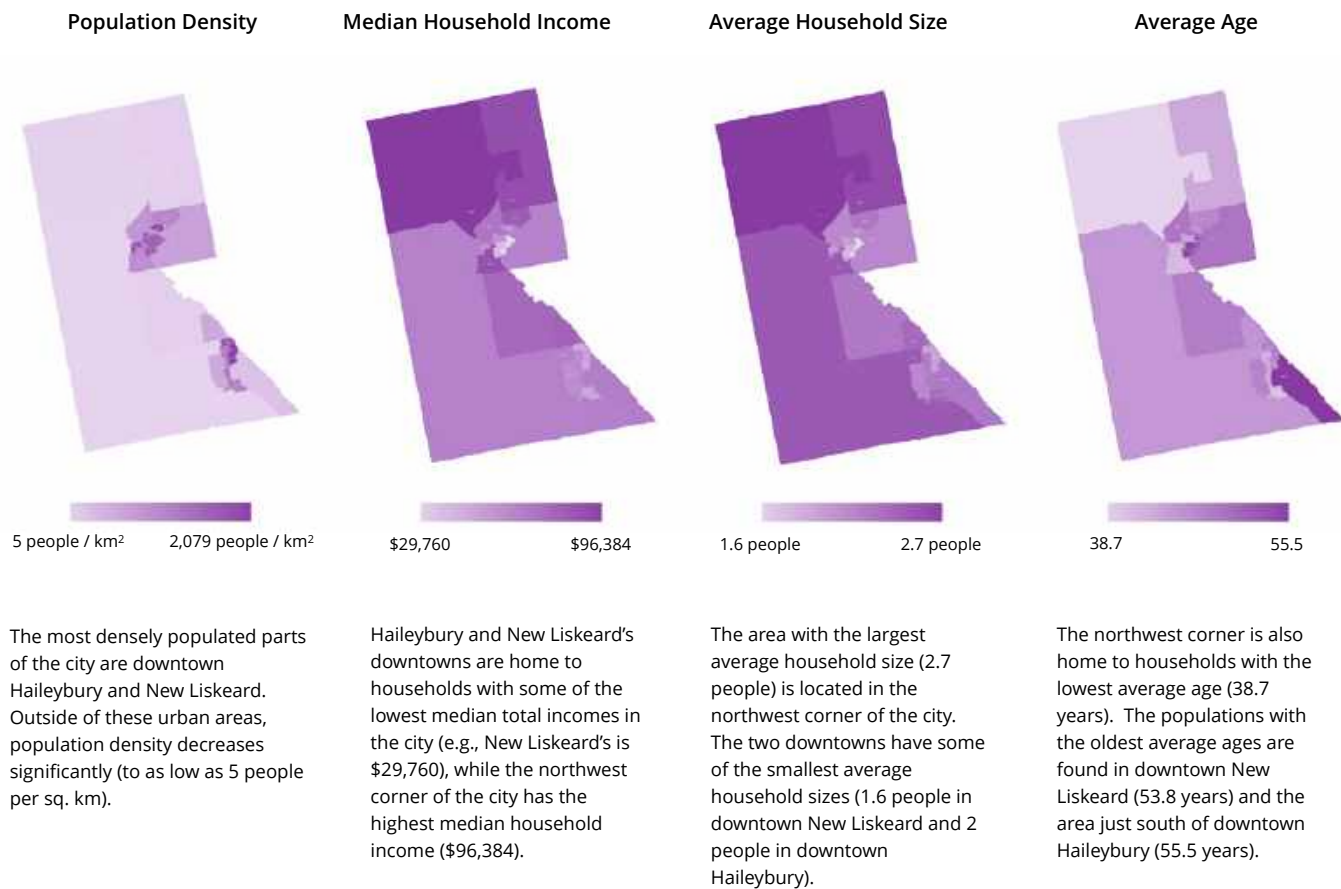 Population Density
Median Household Income
Average Household Size
Average Age
5 people / km²
2,079 people / km²
$29,760
$96,384
1.6 people
2.7 people
38.7
55.5
The most densely populated parts
of the city are downtown
Haileybury and New Liskeard.
Outside of these urban areas,
population density decreases
significantly (to as low as 5 people
per sq. km).
Haileybury and New Liskeard’s
downtowns are home to
households with some of the
lowest median total incomes in
the city (e.g., New Liskeard’s is
$29,760), while the northwest
corner of the city has the
highest median household
income ($96,384).
The area with the largest
average household size (2.7
people) is located in the
northwest corner of the city.
The two downtowns have some
of the smallest average
household sizes (1.6 people in
downtown New Liskeard and 2
people in downtown
Haileybury).
The northwest corner is also
home to households with the
lowest average age (38.7
years).  The populations with
the oldest average ages are
found in downtown New
Liskeard (53.8 years) and the
area just south of downtown
Haileybury (55.5 years).